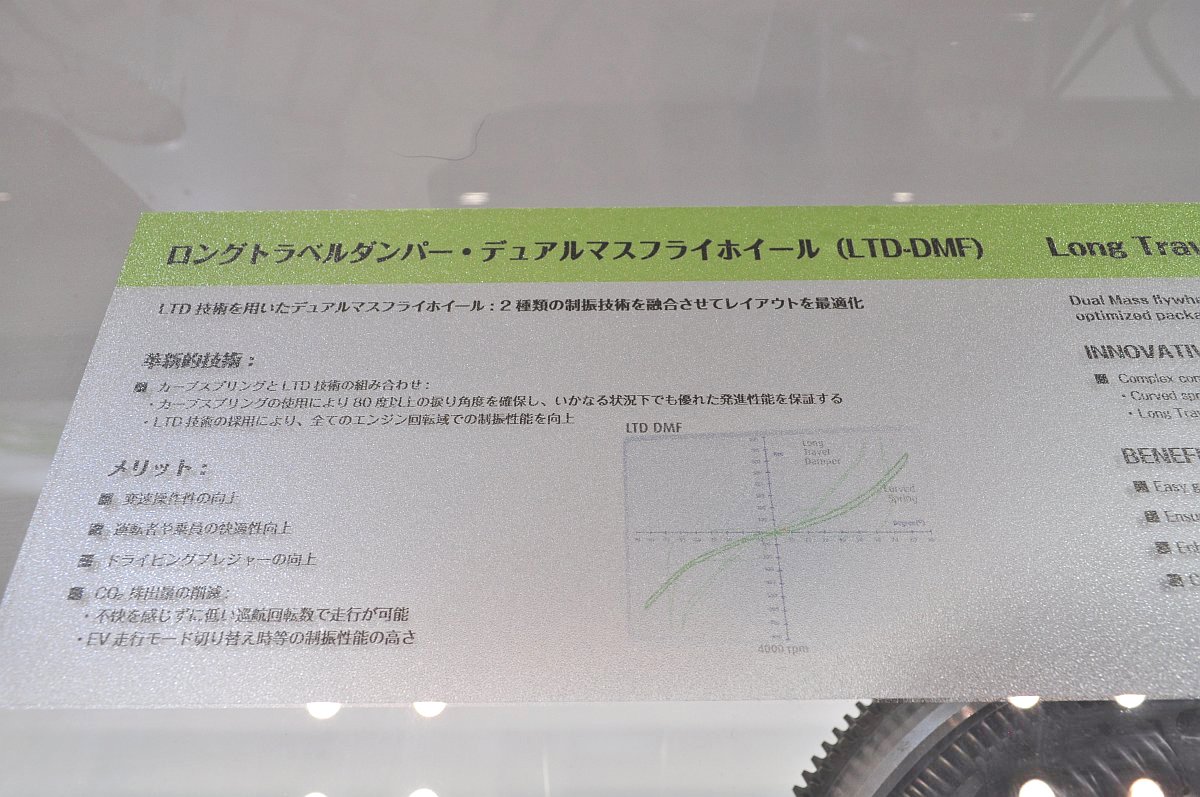 ロングトラベルダンパー・デュアルマスフライホイール (LTD-DMF)
LTD 技術を用いたデュアルマスフライホイール：2 種類の制振技術を融合させてレイアウトを最適化
革新的技術：
カーブスプリングと LTD 技術の組み合わせ：
・カーブスプリングの使用により 80 度以上の捩り角度を確保し、いかなる状況下でも優れた発進性能を保証する
・LTD 技術の採用により、全てのエンジン回転域での制振性能を向上
メリット：
変速操作性の向上
運転者や乗員の快適性向上
ドライビングプレジャーの向上
CO₂ 排出量の削減：
・不快を感じずに低い巡航回転数で走行が可能
・EV 走行モード切り替え時等の制振性能の高さ
LTD DMF
Long
Travel
Damper
Curved
Spring
4000 rpm
Long Trav
Dual Mass flywhe
optimized packa
INNOVATIV
Complex con
・Curved spr
・Long Trav
BENEF
Easy g
Ensu
Enh